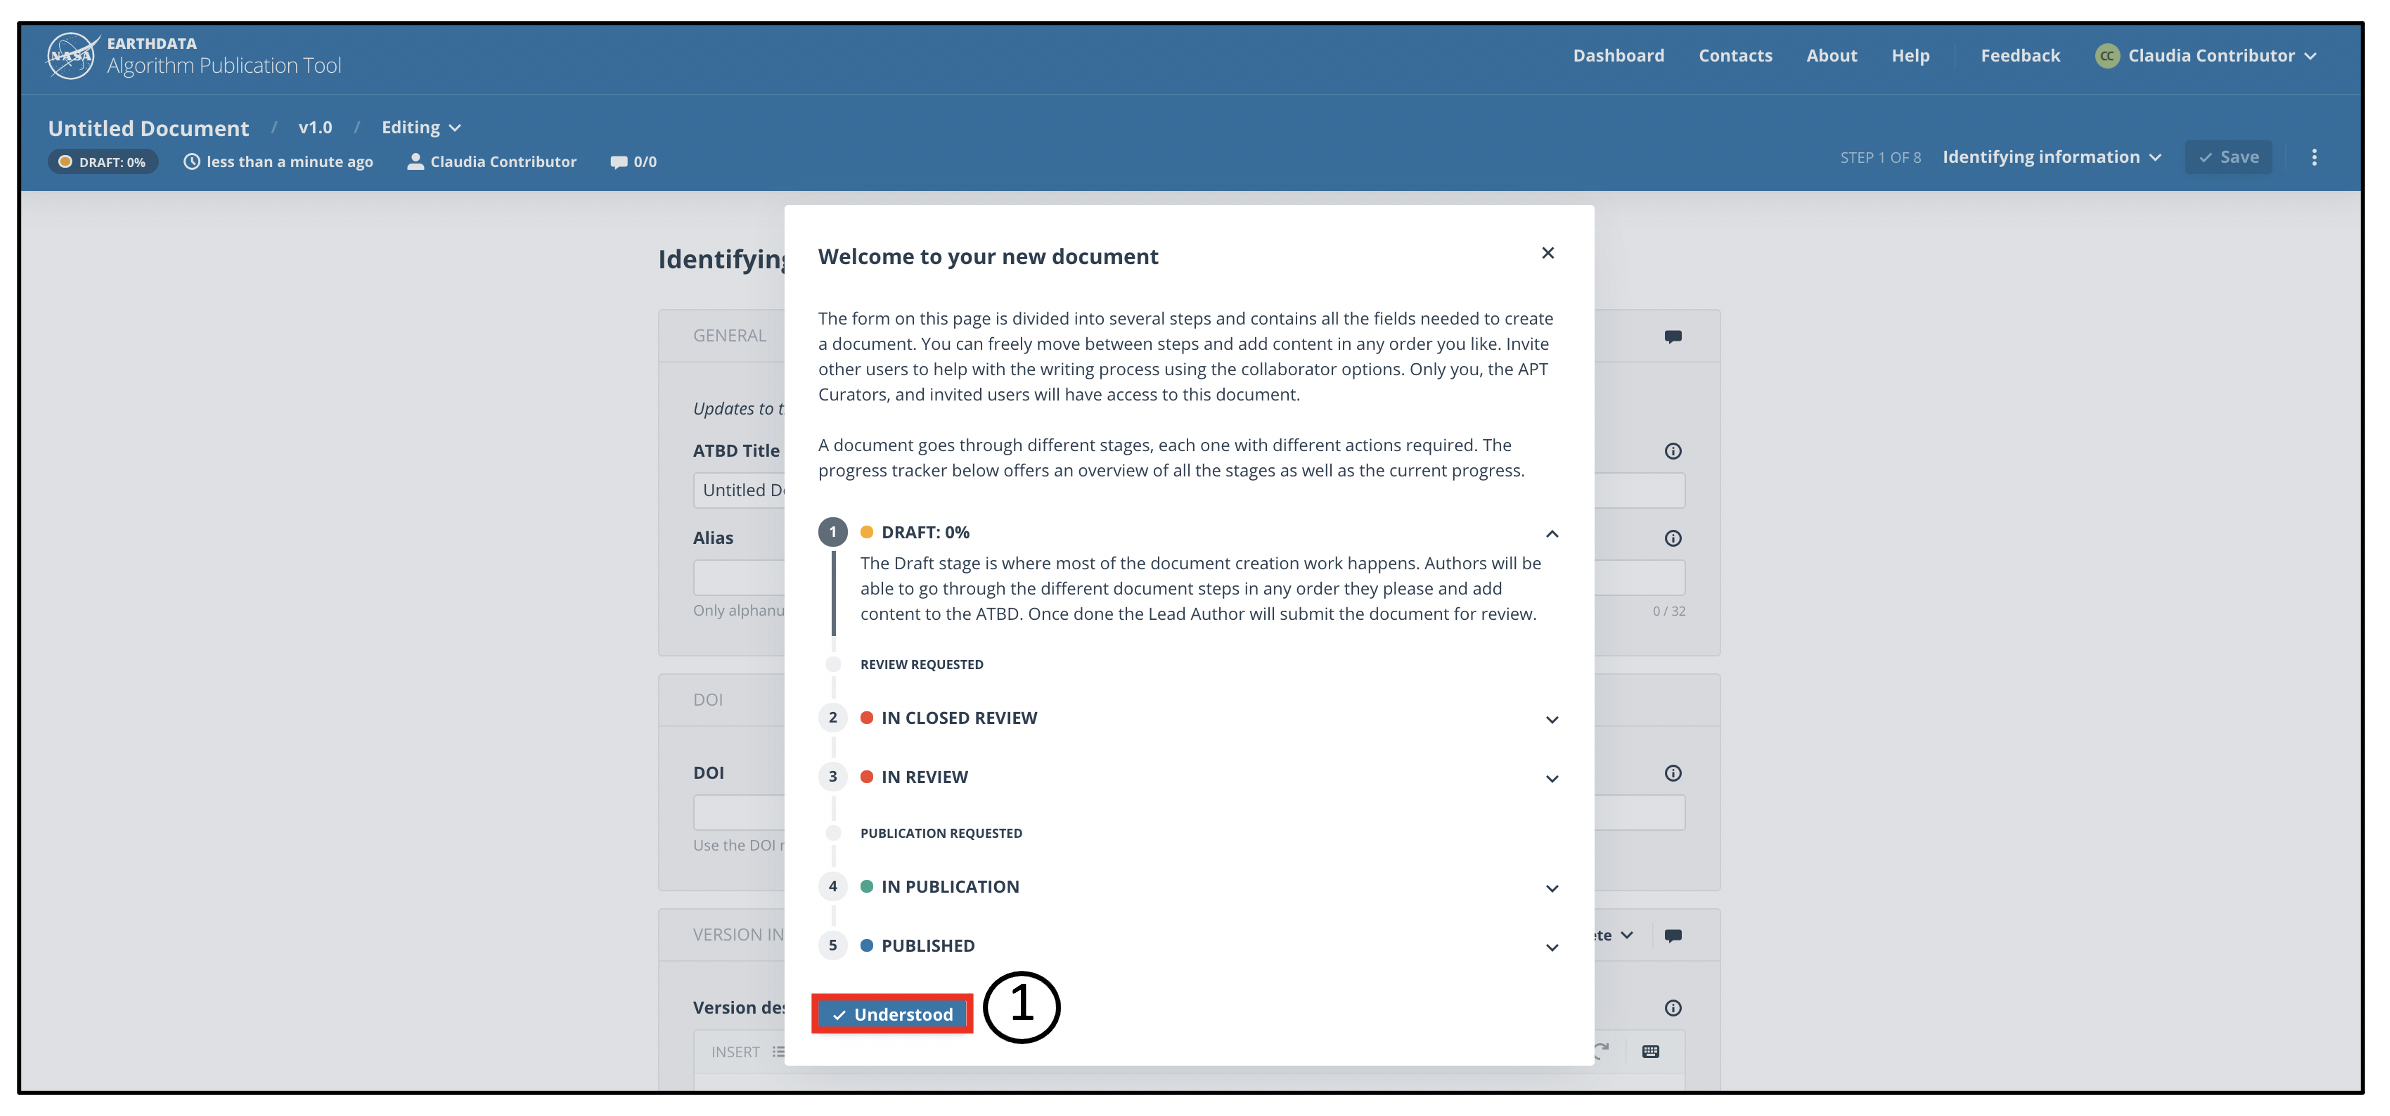 EARTHDATA
Algorithm Publication Tool
NASA
Dashboard Contacts About Help Feedback CC Claudia Contributor
Untitled Document / v1.0 / Editing
DRAFT: 0% less than a minute ago Claudia Contributor 0/0
STEP 1 OF 8 Identifying information Save
Identifying
GENERAL
Updates to t
ATBD Title
Untitled D
Alias
Only alphanu
0 / 32
DOI
DOI
Use the DOI
VERSION IN
te
Version des
INSERT
Welcome to your new document
The form on this page is divided into several steps and contains all the fields needed to create
a document. You can freely move between steps and add content in any order you like. Invite
other users to help with the writing process using the collaborator options. Only you, the APT
Curators, and invited users will have access to this document.
A document goes through different stages, each one with different actions required. The
progress tracker below offers an overview of all the stages as well as the current progress.
1 DRAFT: 0%
The Draft stage is where most of the document creation work happens. Authors will be
able to go through the different document steps in any order they please and add
content to the ATBD. Once done the Lead Author will submit the document for review.
REVIEW REQUESTED
2 IN CLOSED REVIEW
3 IN REVIEW
PUBLICATION REQUESTED
4 IN PUBLICATION
5 PUBLISHED
Understood 1